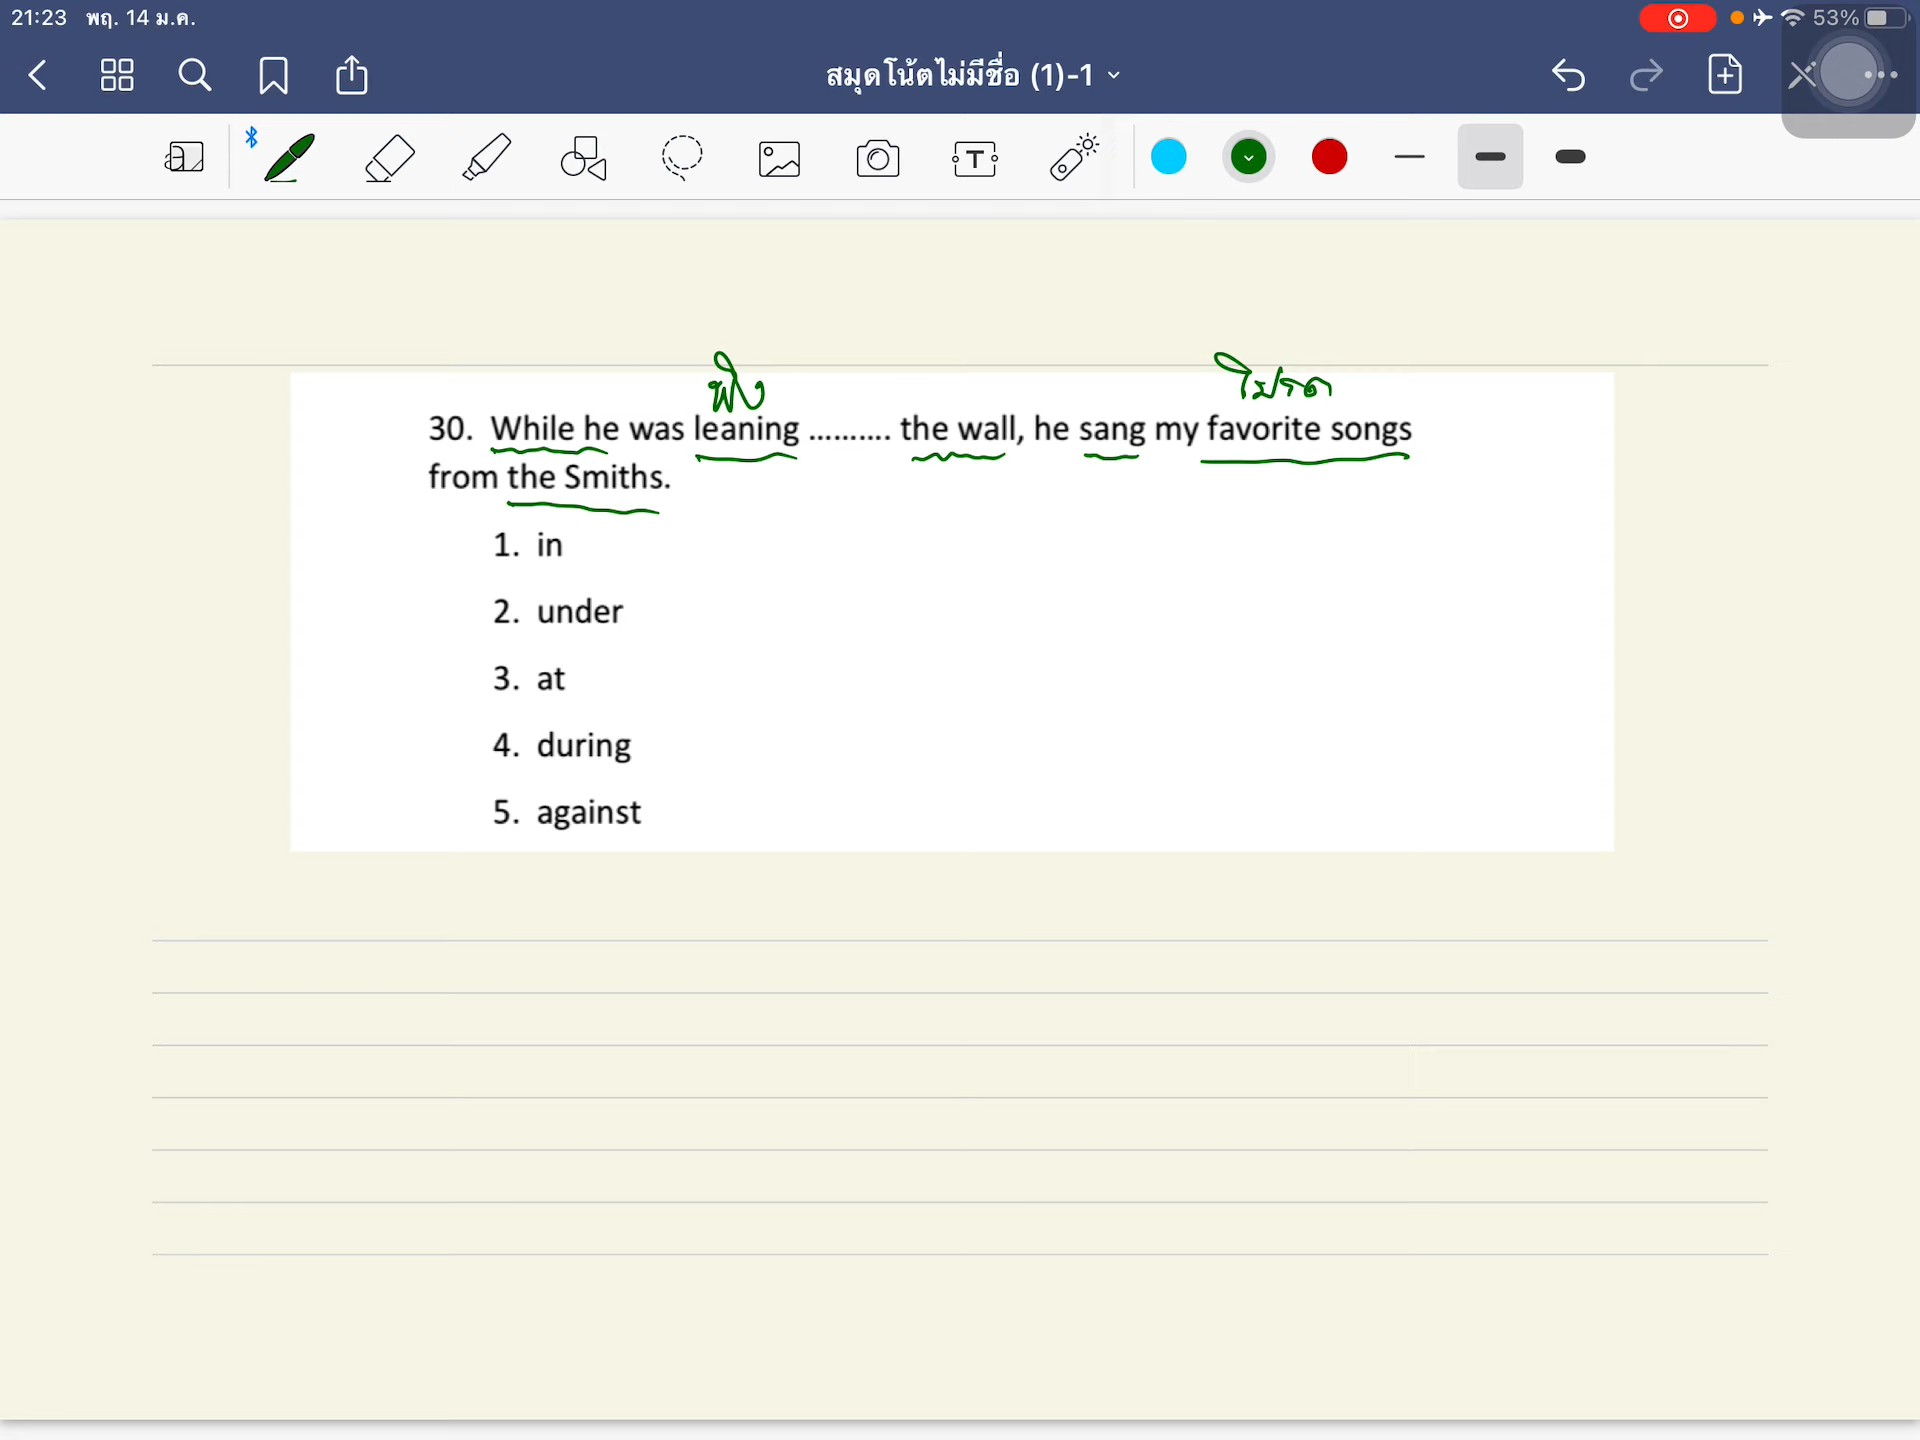 21:23 พฤ. 14 ม.ค.
53%
สมุดโน้ตไม่มีชื่อ (1)-1
พิง
โปรด
30. While he was leaning .......... the wall, he sang my favorite songs
from the Smiths.
1. in
2. under
3. at
4. during
5. against